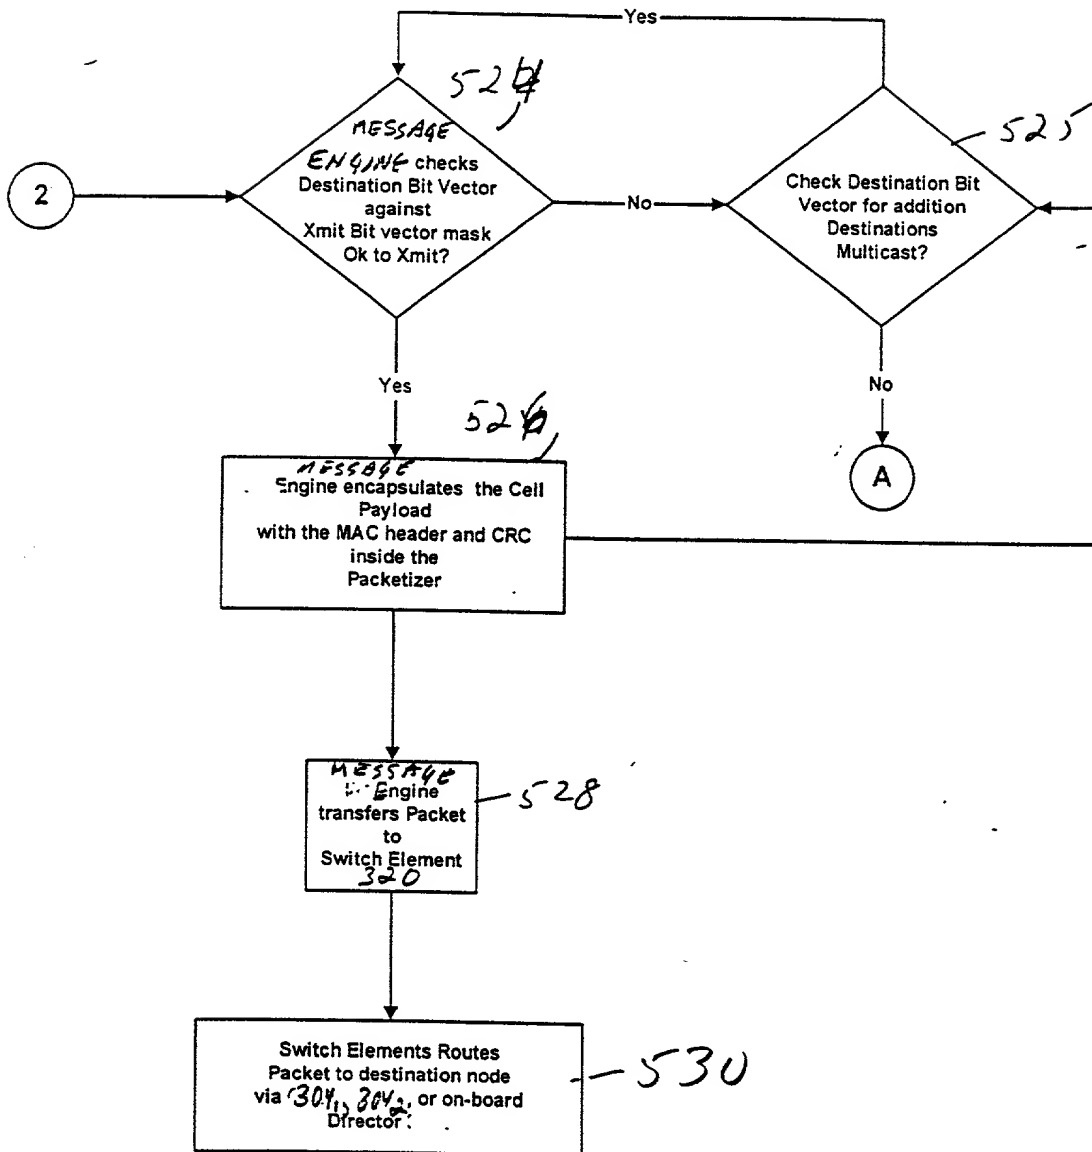 Yes
524
525
2
MESSAGE
ENGINE checks
Destination Bit Vector
against
Xmit Bit vector mask
Ok to Xmit?
No
Check Destination Bit
Vector for addition
Destinations
Multicast?
Yes
No
A
526
MESSAGE
Engine encapsulates the Cell
Payload
with the MAC header and CRC
inside the
Packetizer
MESSAGE
Engine
transfers Packet
to
Switch Element
320
528
Switch Elements Routes
Packet to destination node
via 304₁, 304₂, or on-board
Director.
530